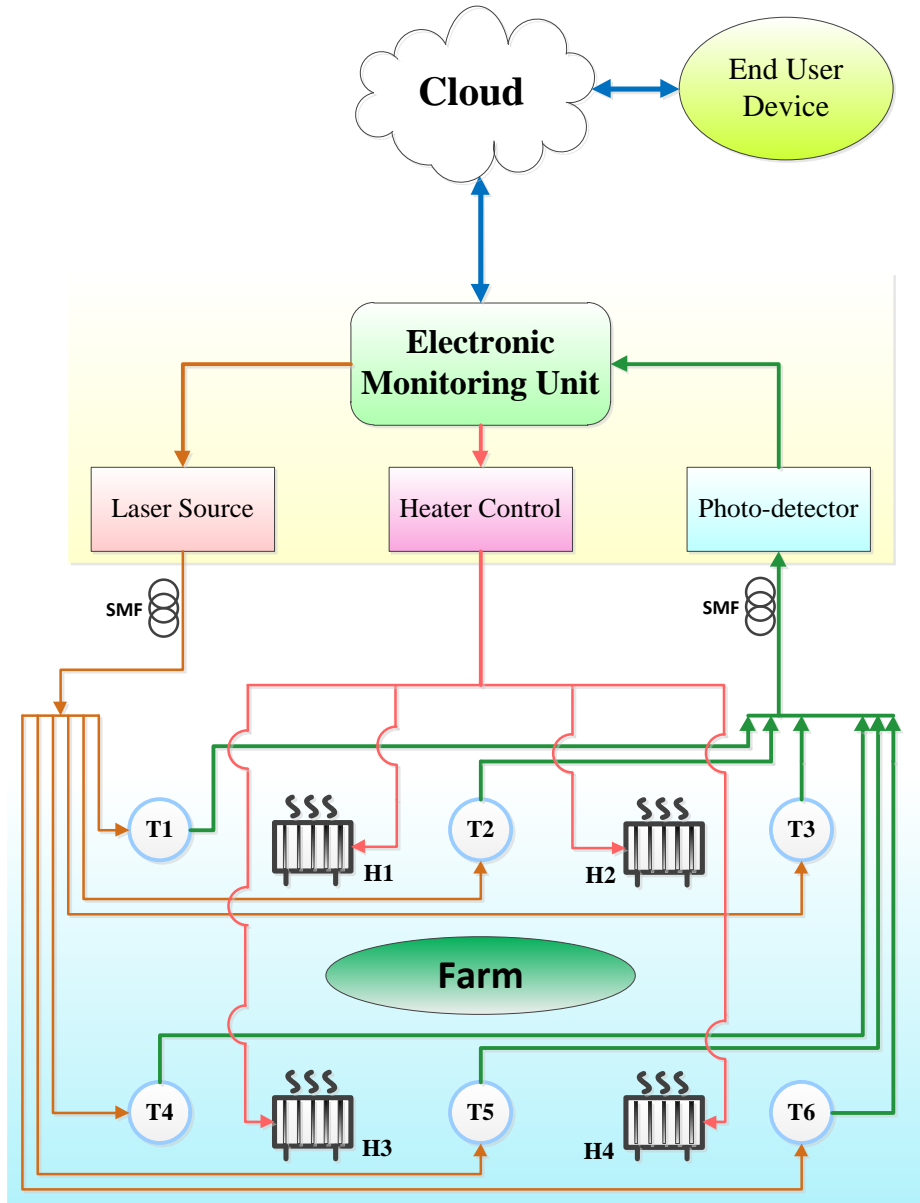 Cloud
End User
Device
Electronic
Monitoring Unit
Laser Source
Heater Control
Photo-detector
SMF
SMF
T1
H1
T2
H2
T3
Farm
T4
H3
T5
H4
T6